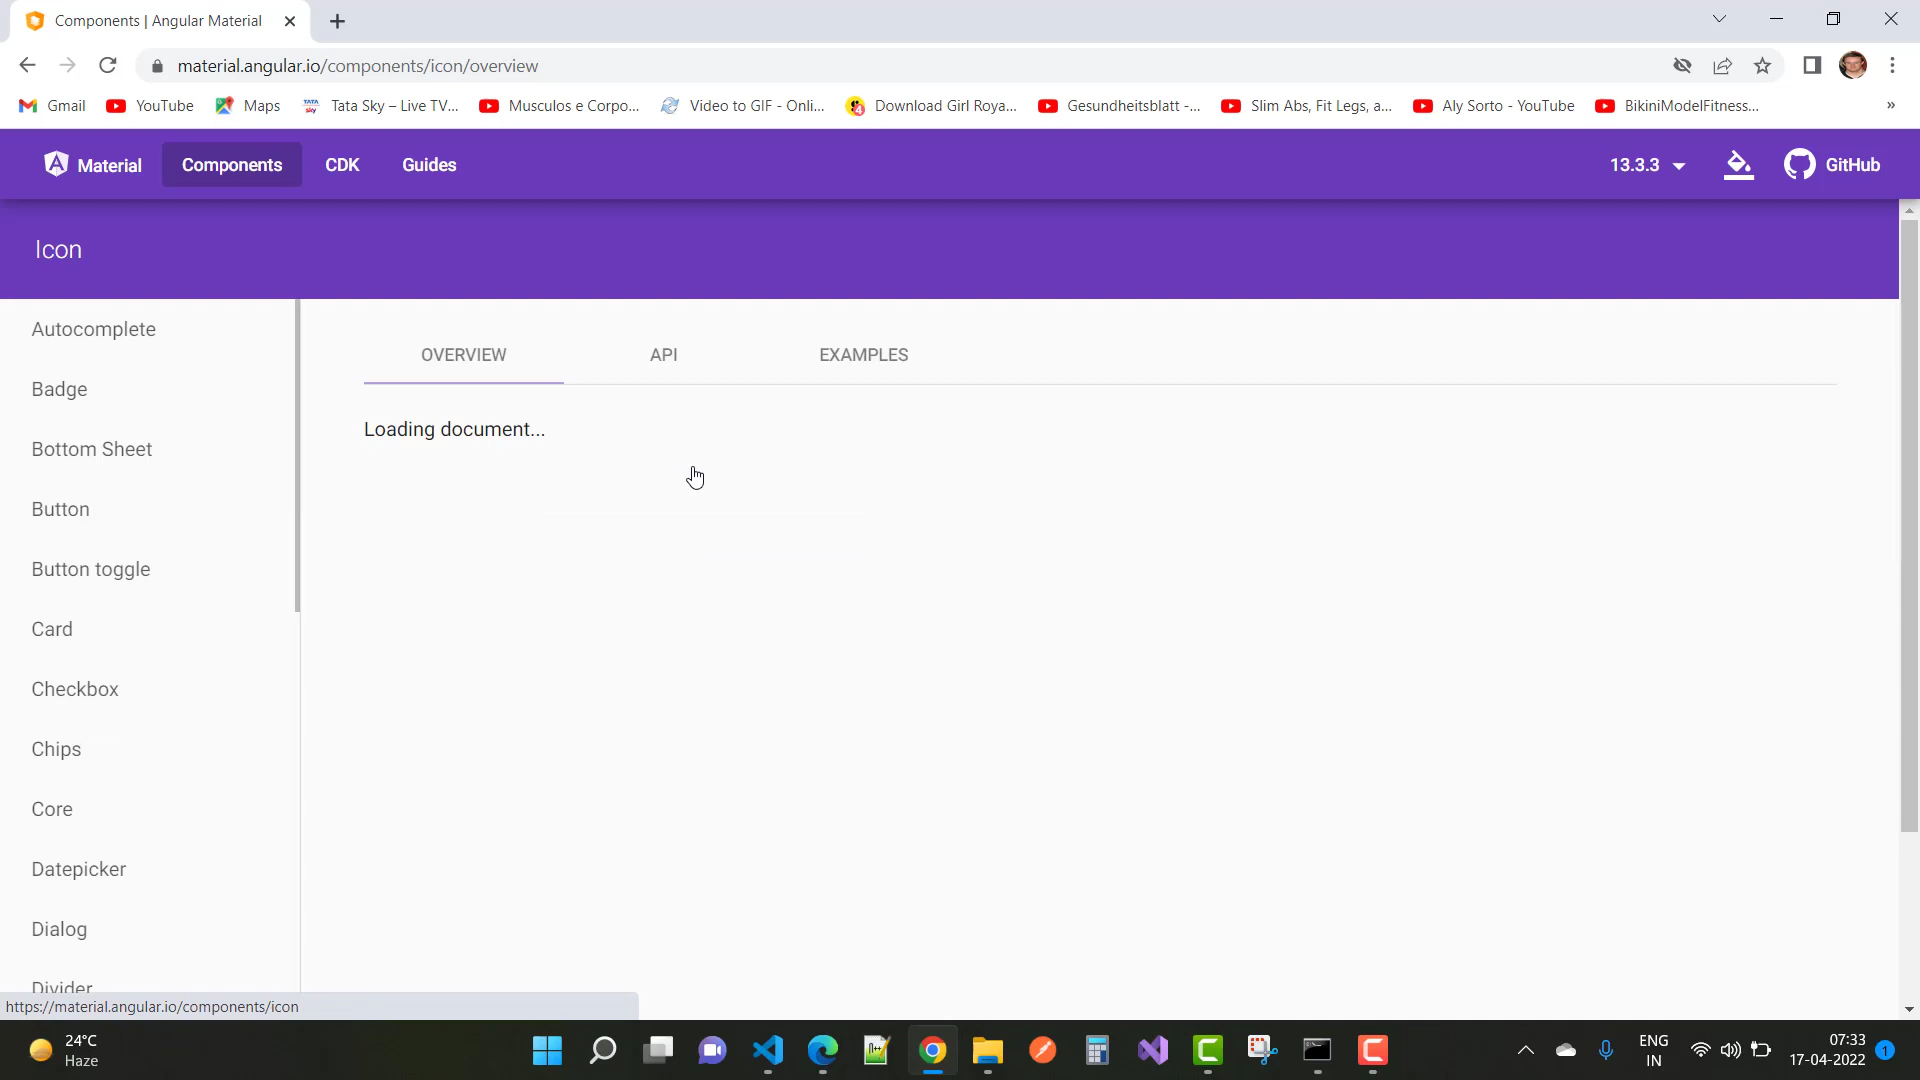 Components | Angular Material
material.angular.io/components/icon/overview
Gmail YouTube Maps Tata Sky – Live TV... Musculos e Corpo... Video to GIF - Onli... Download Girl Roya... Gesundheitsblatt -... Slim Abs, Fit Legs, a... Aly Sorto - YouTube BikiniModelFitness... »
Material Components CDK Guides 13.3.3 GitHub
Icon
Autocomplete
Badge
Bottom Sheet
Button
Button toggle
Card
Checkbox
Chips
Core
Datepicker
Dialog
Divider
OVERVIEW API EXAMPLES
Loading document...
https://material.angular.io/components/icon
24°C
Haze
ENG
IN
07:33
17-04-2022
1